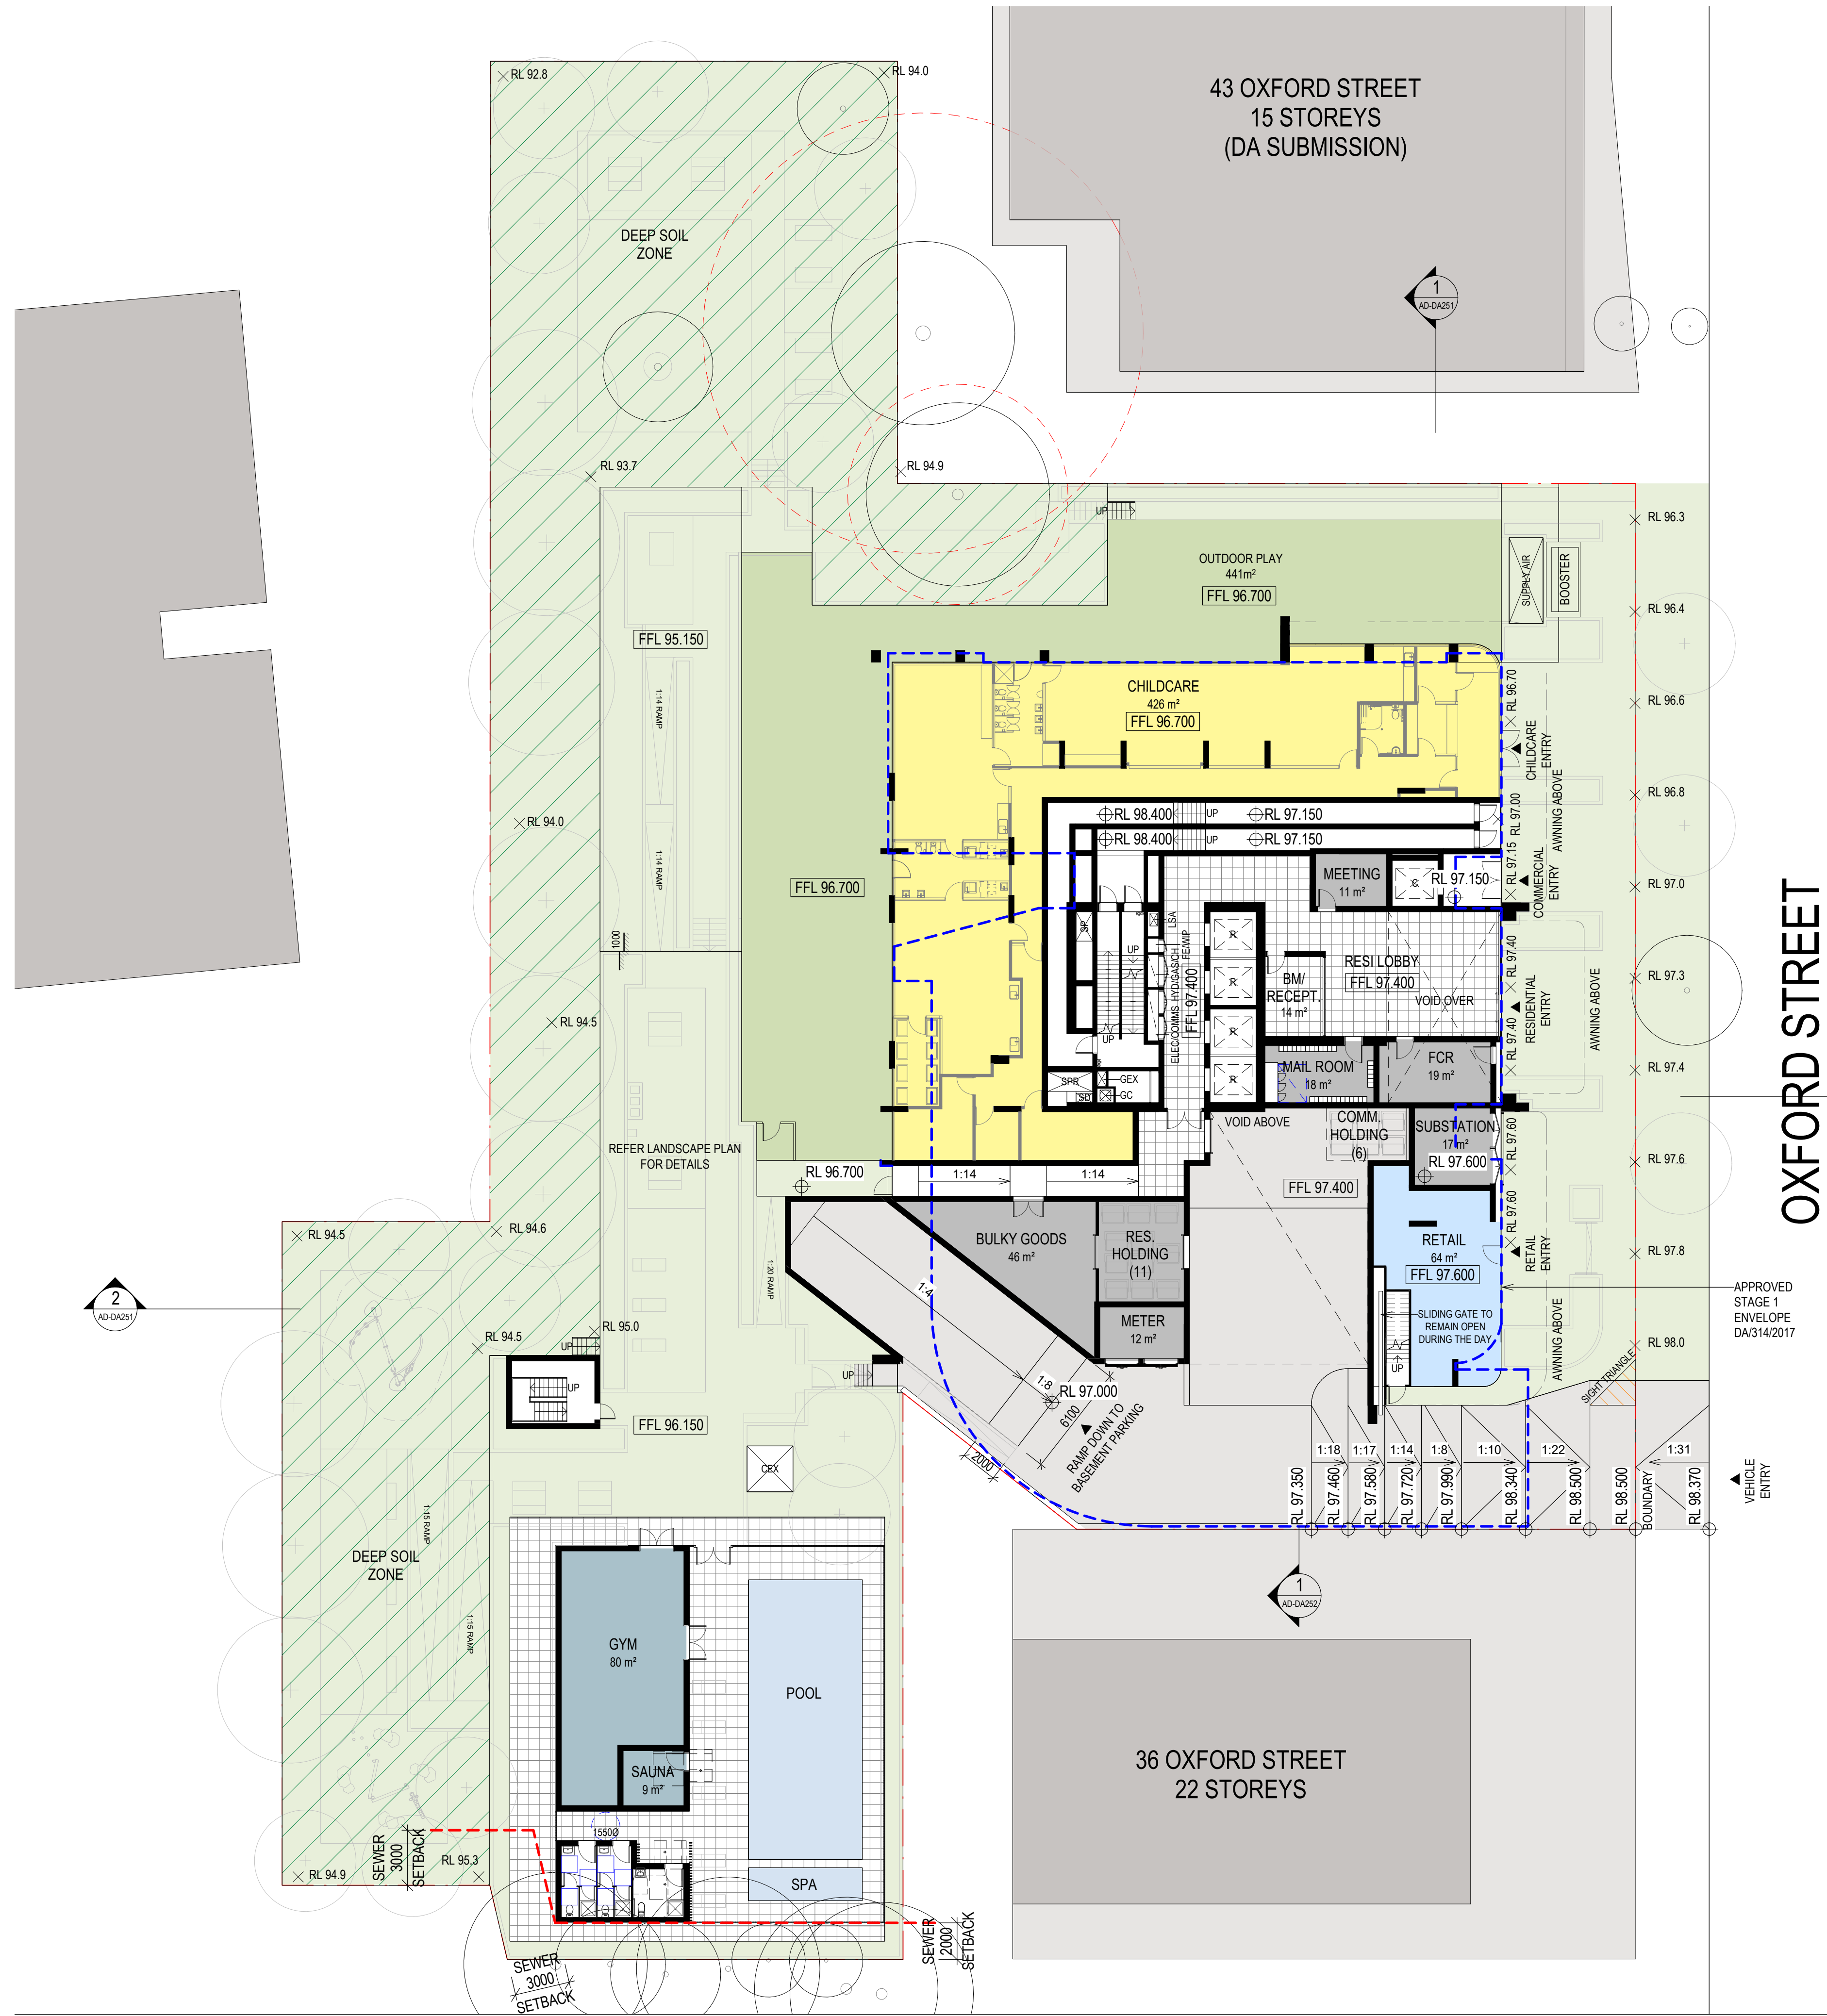 RL 92.8
RL 94.0
43 OXFORD STREET
15 STOREYS
(DA SUBMISSION)
DEEP SOIL
ZONE
1
AD-DA251
RL 93.7
RL 94.9
UP
RL 96.3
OUTDOOR PLAY
441m²
FFL 96.700
SUPPLY AIR
BOOSTER
RL 96.4
FFL 95.150
1:14 RAMP
CHILDCARE
426 m²
FFL 96.700
RL 96.70
RL 96.6
CHILDCARE
ENTRY
AWNING ABOVE
RL 96.8
RL 98.400
UP
RL 97.150
RL 98.400
UP
RL 97.150
RL 97.00
RL 94.0
1:14 RAMP
FFL 96.700
MEETING
11 m²
C
RL 97.150
RL 97.15
COMMERCIAL
ENTRY
RL 97.0
OXFORD STREET
1000
SP
UP
LSA
FE/WIP
ELEC/COMMS HYD/GAS/CH
FFL 97.400
R
R
R
R
RESI LOBBY
FFL 97.400
VOID OVER
BM/
RECEPT.
14 m²
RL 97.40
RESIDENTIAL
ENTRY
RL 97.40
AWNING ABOVE
RL 97.3
RL 94.5
UP
MAIL ROOM
18 m²
FCR
19 m²
RL 97.4
SPR
SD
GEX
GC
VOID ABOVE
COMM.
HOLDING
(6)
SUBSTATION
17 m²
RL 97.600
RL 97.60
REFER LANDSCAPE PLAN
FOR DETAILS
RL 96.700
1:14
1:14
FFL 97.400
RL 97.6
RL 94.5
RL 94.6
BULKY GOODS
46 m²
RES.
HOLDING
(11)
RETAIL
64 m²
FFL 97.600
RL 97.60
RETAIL
ENTRY
RL 97.8
2
AD-DA251
1:20 RAMP
1:4
METER
12 m²
SLIDING GATE TO
REMAIN OPEN
DURING THE DAY
APPROVED
STAGE 1
ENVELOPE
DA/314/2017
RL 95.0
RL 94.5
UP
UP
UP
UP
AWNING ABOVE
RL 98.0
SIGHT TRIANGLE
1:8
RL 97.000
6100
RAMP DOWN TO
BASEMENT PARKING
2000
FFL 96.150
CEX
1:18
1:17
1:14
1:8
1:10
1:22
1:31
RL 97.350
RL 97.460
RL 97.580
RL 97.720
RL 97.990
RL 98.340
RL 98.500
RL 98.500
BOUNDARY
RL 98.370
VEHICLE
ENTRY
1:15 RAMP
DEEP SOIL
ZONE
1:15 RAMP
1
AD-DA252
GYM
80 m²
POOL
SAUNA
9 m²
36 OXFORD STREET
22 STOREYS
1550Ø
SEWER
3000
SETBACK
RL 94.9
RL 95.3
SPA
SEWER
2000
SETBACK
SEWER
3000
SETBACK